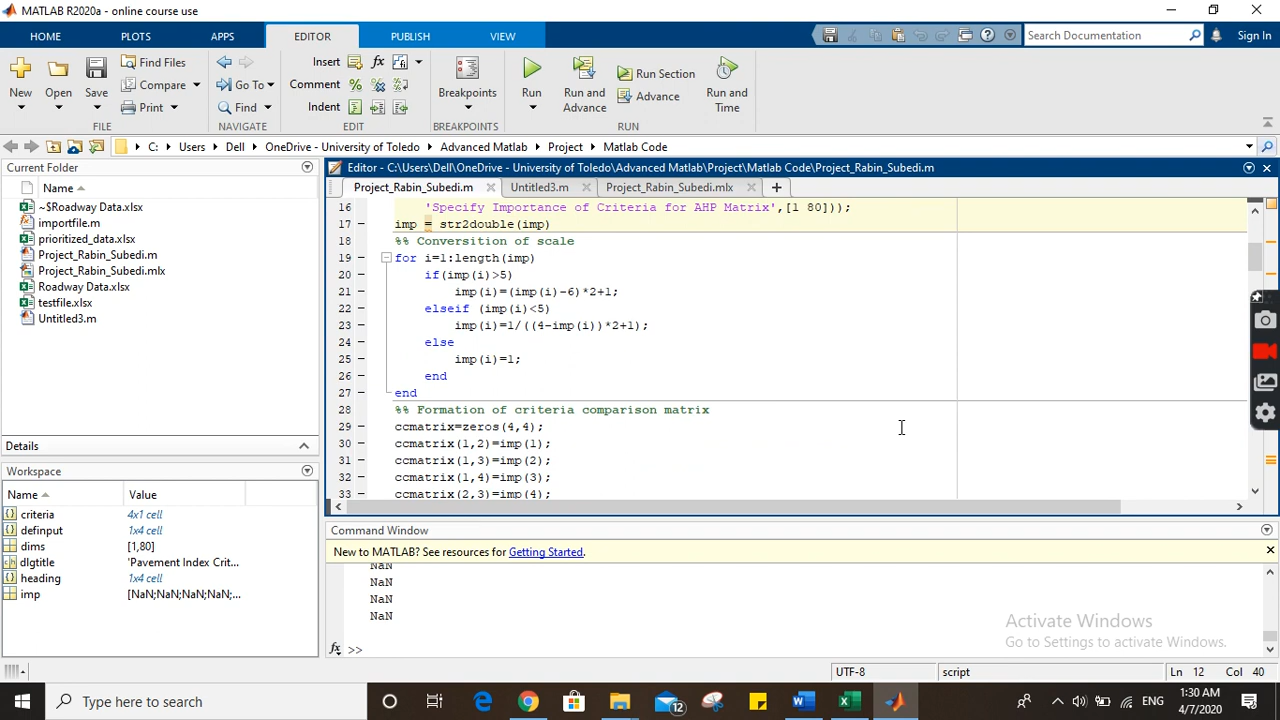 MATLAB R2020a - online course use
HOME PLOTS APPS EDITOR PUBLISH VIEW Search Documentation Sign In
New Open Save Find Files Compare Print Go To Find Insert fx Comment % Indent Breakpoints Run Run and Advance Run Section Advance Run and Time
FILE NAVIGATE EDIT BREAKPOINTS RUN
C: Users Dell OneDrive - University of Toledo Advanced Matlab Project Matlab Code
Current Folder
Name
~$Roadway Data.xlsx
importfile.m
prioritized_data.xlsx
Project_Rabin_Subedi.m
Project_Rabin_Subedi.mlx
Roadway Data.xlsx
testfile.xlsx
Untitled3.m
Details
Workspace
Name Value
criteria 4x1 cell
definput 1x4 cell
dims [1,80]
dlgtitle 'Pavement Index Crit...
heading 1x4 cell
imp [NaN;NaN;NaN;NaN;...
Editor - C:\Users\Dell\OneDrive - University of Toledo\Advanced Matlab\Project\Matlab Code\Project_Rabin_Subedi.m
Project_Rabin_Subedi.m Untitled3.m Project_Rabin_Subedi.mlx
16 'Specify Importance of Criteria for AHP Matrix',[1 80]));
17 imp = str2double(imp)
18 %% Conversition of scale
19 for i=1:length(imp)
20 if(imp(i)>5)
21 imp(i)=(imp(i)-6)*2+1;
22 elseif (imp(i)<5)
23 imp(i)=1/((4-imp(i))*2+1);
24 else
25 imp(i)=1;
26 end
27 end
28 %% Formation of criteria comparison matrix
29 ccmatrix=zeros(4,4);
30 ccmatrix(1,2)=imp(1);
31 ccmatrix(1,3)=imp(2);
32 ccmatrix(1,4)=imp(3);
33 ccmatrix(2,3)=imp(4);
Command Window
New to MATLAB? See resources for Getting Started.
NaN
NaN
NaN
NaN
fx >>
Activate Windows
Go to Settings to activate Windows.
UTF-8 script Ln 12 Col 40
Type here to search 12 ENG 1:30 AM 4/7/2020